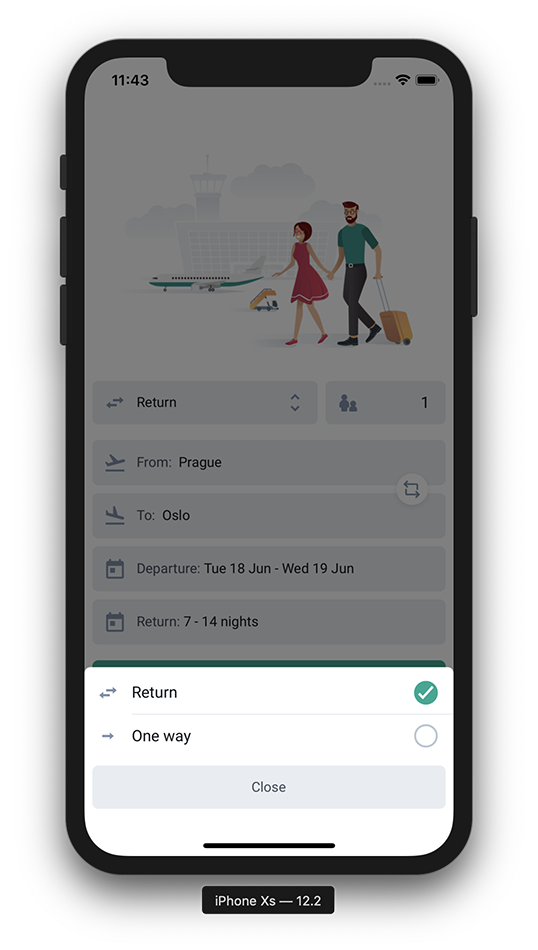 11:43
Return 1
From: Prague
To: Oslo
Departure: Tue 18 Jun - Wed 19 Jun
Return: 7 - 14 nights
Return
One way
Close
iPhone Xs — 12.2